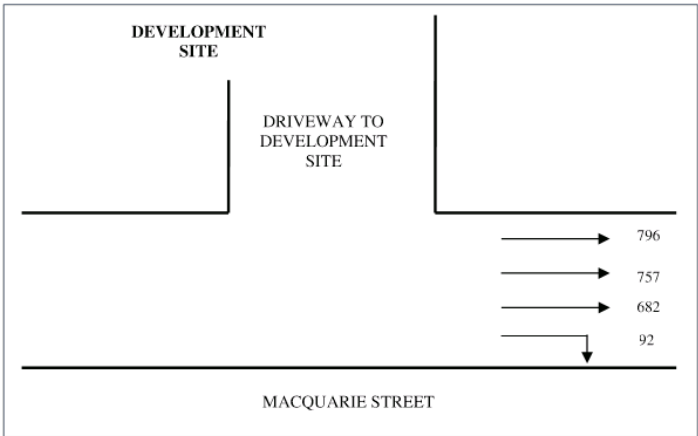 DEVELOPMENT
SITE
DRIVEWAY TO
DEVELOPMENT
SITE
796
757
682
92
MACQUARIE STREET